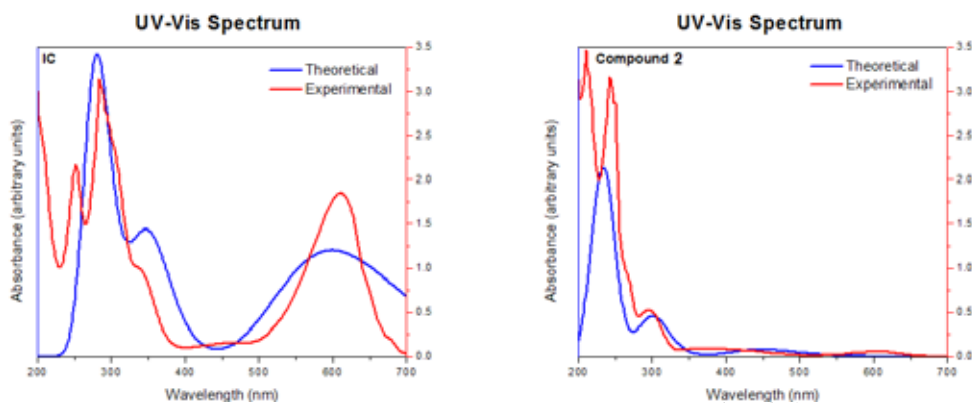 UV-Vis Spectrum
IC
Theoretical
Experimental
Absorbance (arbitrary units)
3.5
3.0
2.5
2.0
1.5
1.0
0.5
0.0
200 300 400 500 600 700
Wavelength (nm)
UV-Vis Spectrum
Compound 2
Theoretical
Experimental
Absorbance (arbitrary units)
3.5
3.0
2.5
2.0
1.5
1.0
0.5
0.0
200 300 400 500 600 700
Wavelength (nm)